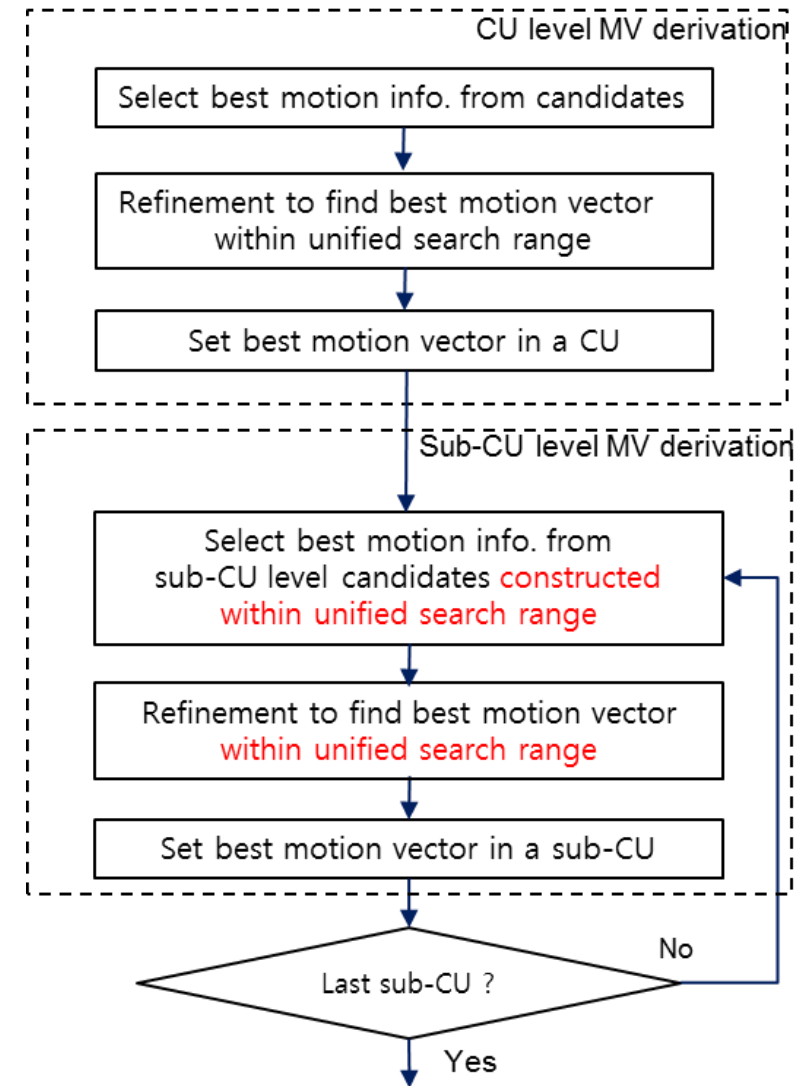 CU level MV derivation
Select best motion info. from candidates
Refinement to find best motion vector
within unified search range
Set best motion vector in a CU
Sub-CU level MV derivation
Select best motion info. from
sub-CU level candidates constructed
within unified search range
Refinement to find best motion vector
within unified search range
Set best motion vector in a sub-CU
Last sub-CU ?
No
Yes